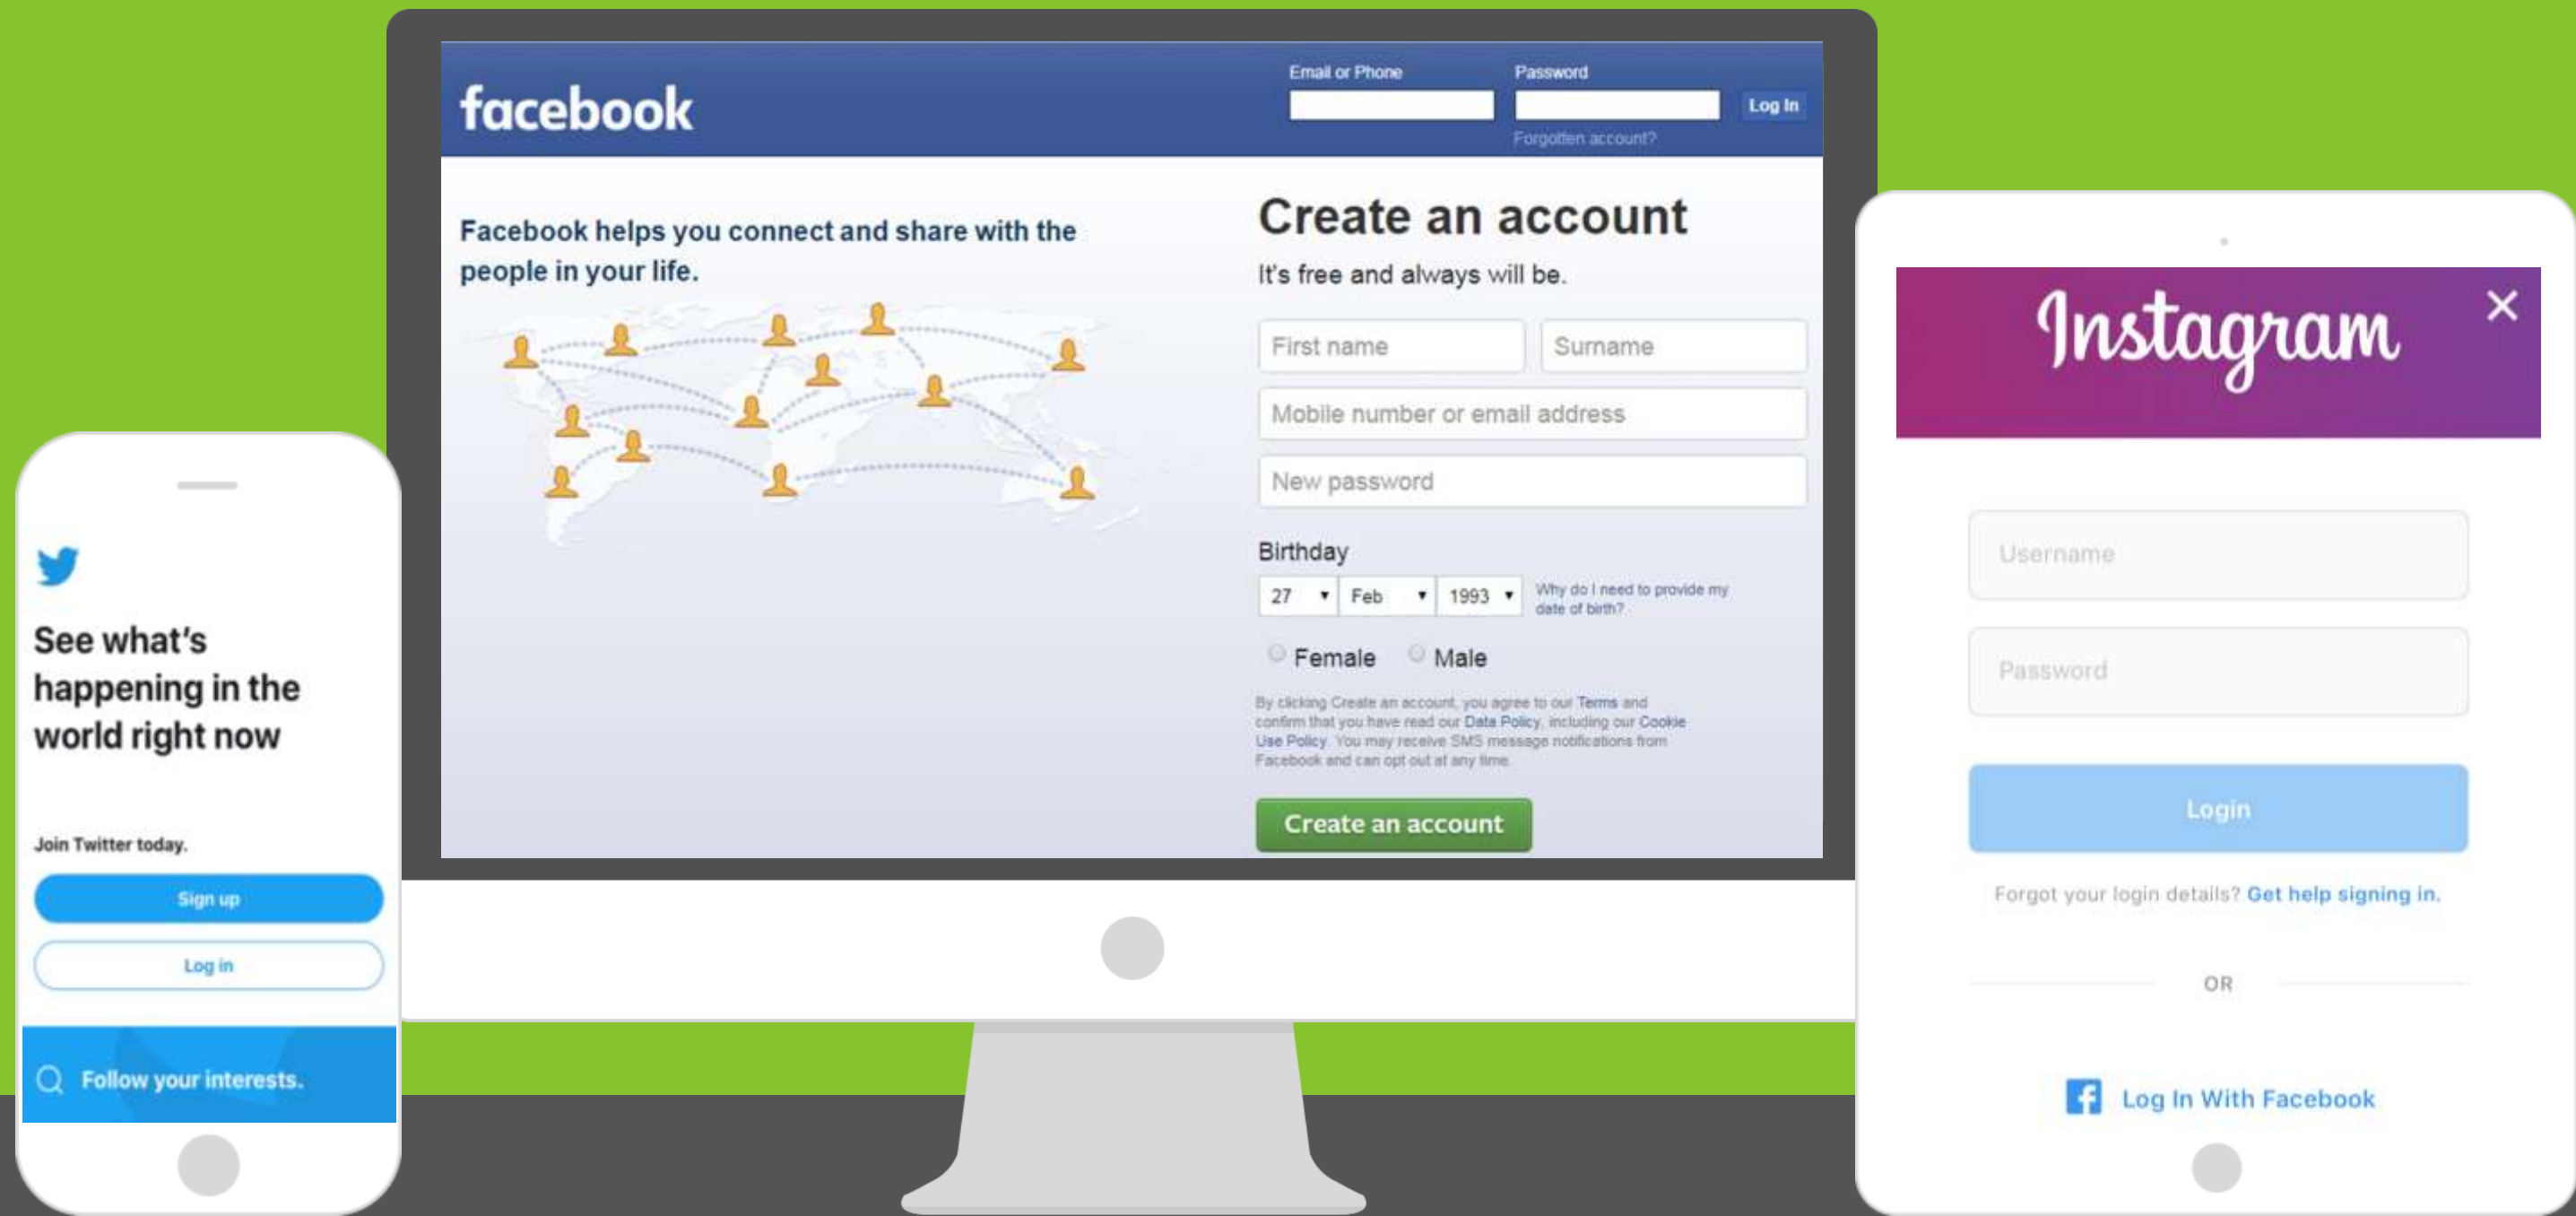 facebook
Email or Phone
Password
Log In
Forgotten account?
Facebook helps you connect and share with the
people in your life.
Create an account
It's free and always will be.
First name
Surname
Mobile number or email address
New password
Birthday
27
Feb
1993
Why do I need to provide my
date of birth?
Female
Male
By clicking Create an account, you agree to our Terms and
confirm that you have read our Data Policy, including our Cookie
Use Policy. You may receive SMS message notifications from
Facebook and can opt out at any time.
Create an account
See what's
happening in the
world right now
Join Twitter today.
Sign up
Log in
Follow your interests.
Instagram
Username
Password
Login
Forgot your login details? Get help signing in.
OR
Log In With Facebook